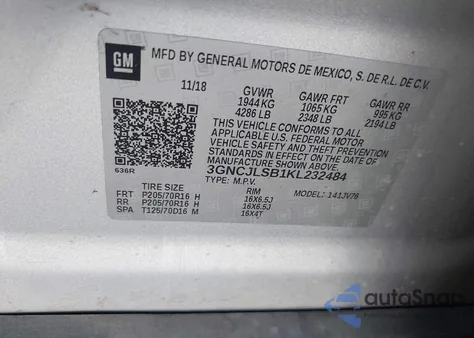 GM
MFD BY GENERAL MOTORS DE MEXICO, S. DE R.L. DE C.V.
11/18 GVWR GAWR FRT GAWR RR
1944 KG 1065 KG 995 KG
4286 LB 2348 LB 2194 LB
THIS VEHICLE CONFORMS TO ALL
APPLICABLE U.S. FEDERAL MOTOR
VEHICLE SAFETY AND THEFT
PREVENTION STANDARDS IN EFFECT
ON THE DATE OF MANUFACTURE
SHOWN ABOVE.
3GNCJLSB1KL232484
636R TYPE: M.P.V. MODEL: 141JV76
TIRE SIZE RIM
FRT P205/70R16 H 16X6.5J
RR P205/70R16 H 16X6.5J
SPA T125/70D16 M 16X4T
autoSnap